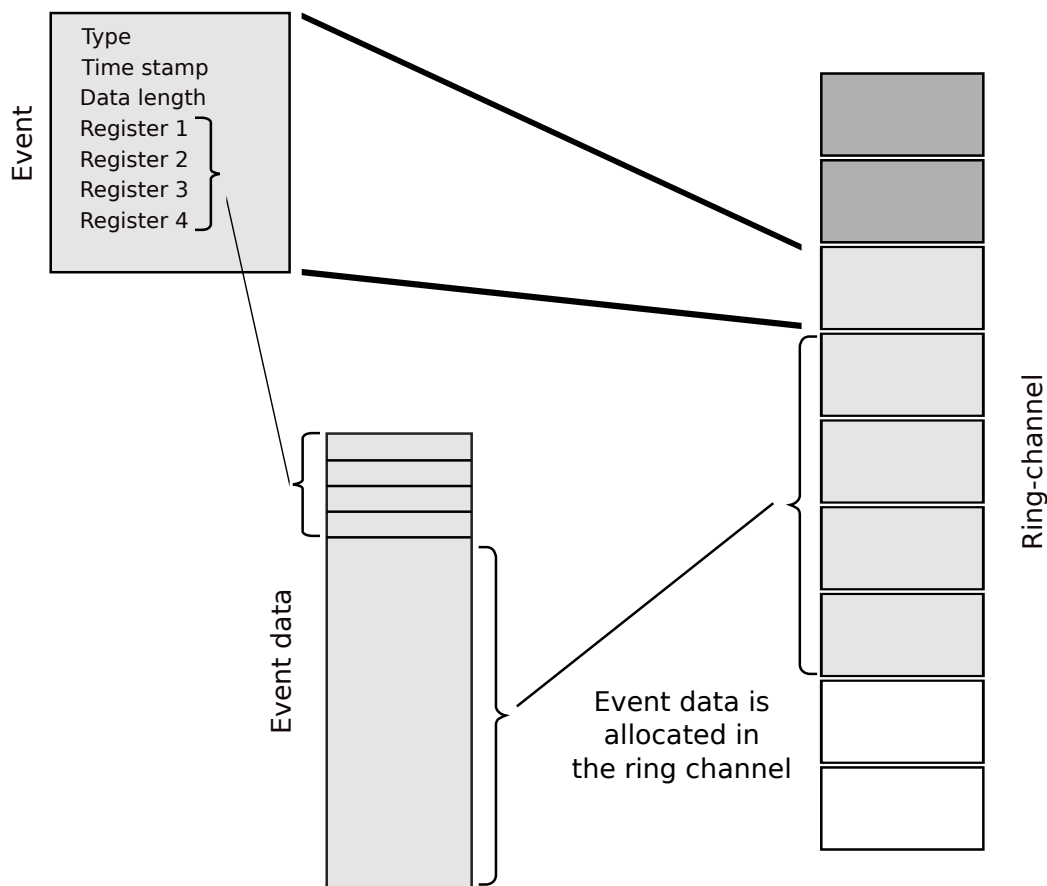 Event
Type
Time stamp
Data length
Register 1
Register 2
Register 3
Register 4
Event data
Event data is
allocated in
the ring channel
Ring-channel